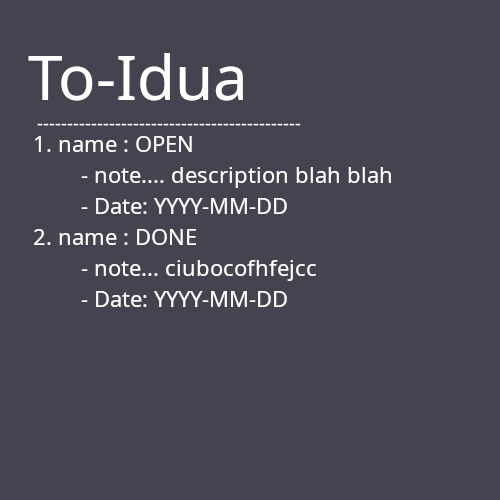 To-Idua
--------------------------------------------
1. name : OPEN
- note.... description blah blah
- Date: YYYY-MM-DD
2. name : DONE
- note... ciubocofhfejcc
- Date: YYYY-MM-DD